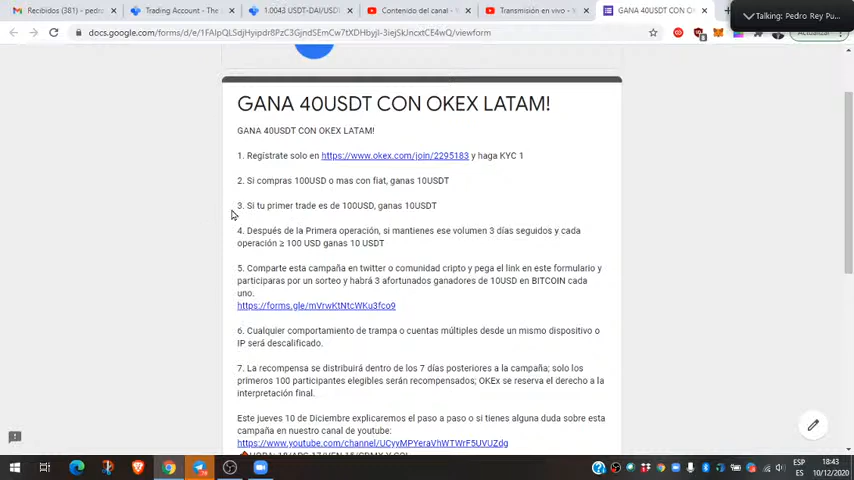 Recibidos (381) - pedro
Trading Account - The
1.0043 USDT-DAI/USDT
Contenido del canal -
Transmisión en vivo -
GANA 40USDT CON OKEX LATAM!
Talking: Pedro Rey Pu...
docs.google.com/forms/d/e/
/viewform
Actualizar
GANA 40USDT CON OKEX LATAM!
GANA 40USDT CON OKEX LATAM!
1. Regístrate solo en https://www.okex.com/join/2295183 y haga KYC 1
2. Si compras 100USD o mas con fiat, ganas 10USDT
3. Si tu primer trade es de 100USD, ganas 10USDT
4. Después de la Primera operación, si mantienes ese volumen 3 días seguidos y cada
operación ≥ 100 USD ganas 10 USDT
5. Comparte esta campaña en twitter o comunidad cripto y pega el link en este formulario y
participaras por un sorteo y habrá 3 afortunados ganadores de 10USD en BITCOIN cada
uno.
https://forms.gle/mVrwKtNtcWKu3fco9
6. Cualquier comportamiento de trampa o cuentas múltiples desde un mismo dispositivo o
IP será descalificado.
7. La recompensa se distribuirá dentro de los 7 días posteriores a la campaña; solo los
primeros 100 participantes elegibles serán recompensados; OKEx se reserva el derecho a la
interpretación final.
Este jueves 10 de Diciembre explicaremos el paso a paso o si tienes alguna duda sobre esta
campaña en nuestro canal de youtube:
https://www.youtube.com/channel/UCyyMPYeraVhWTWrF5UVUZdg
ESP
ES
18:43
10/12/2020